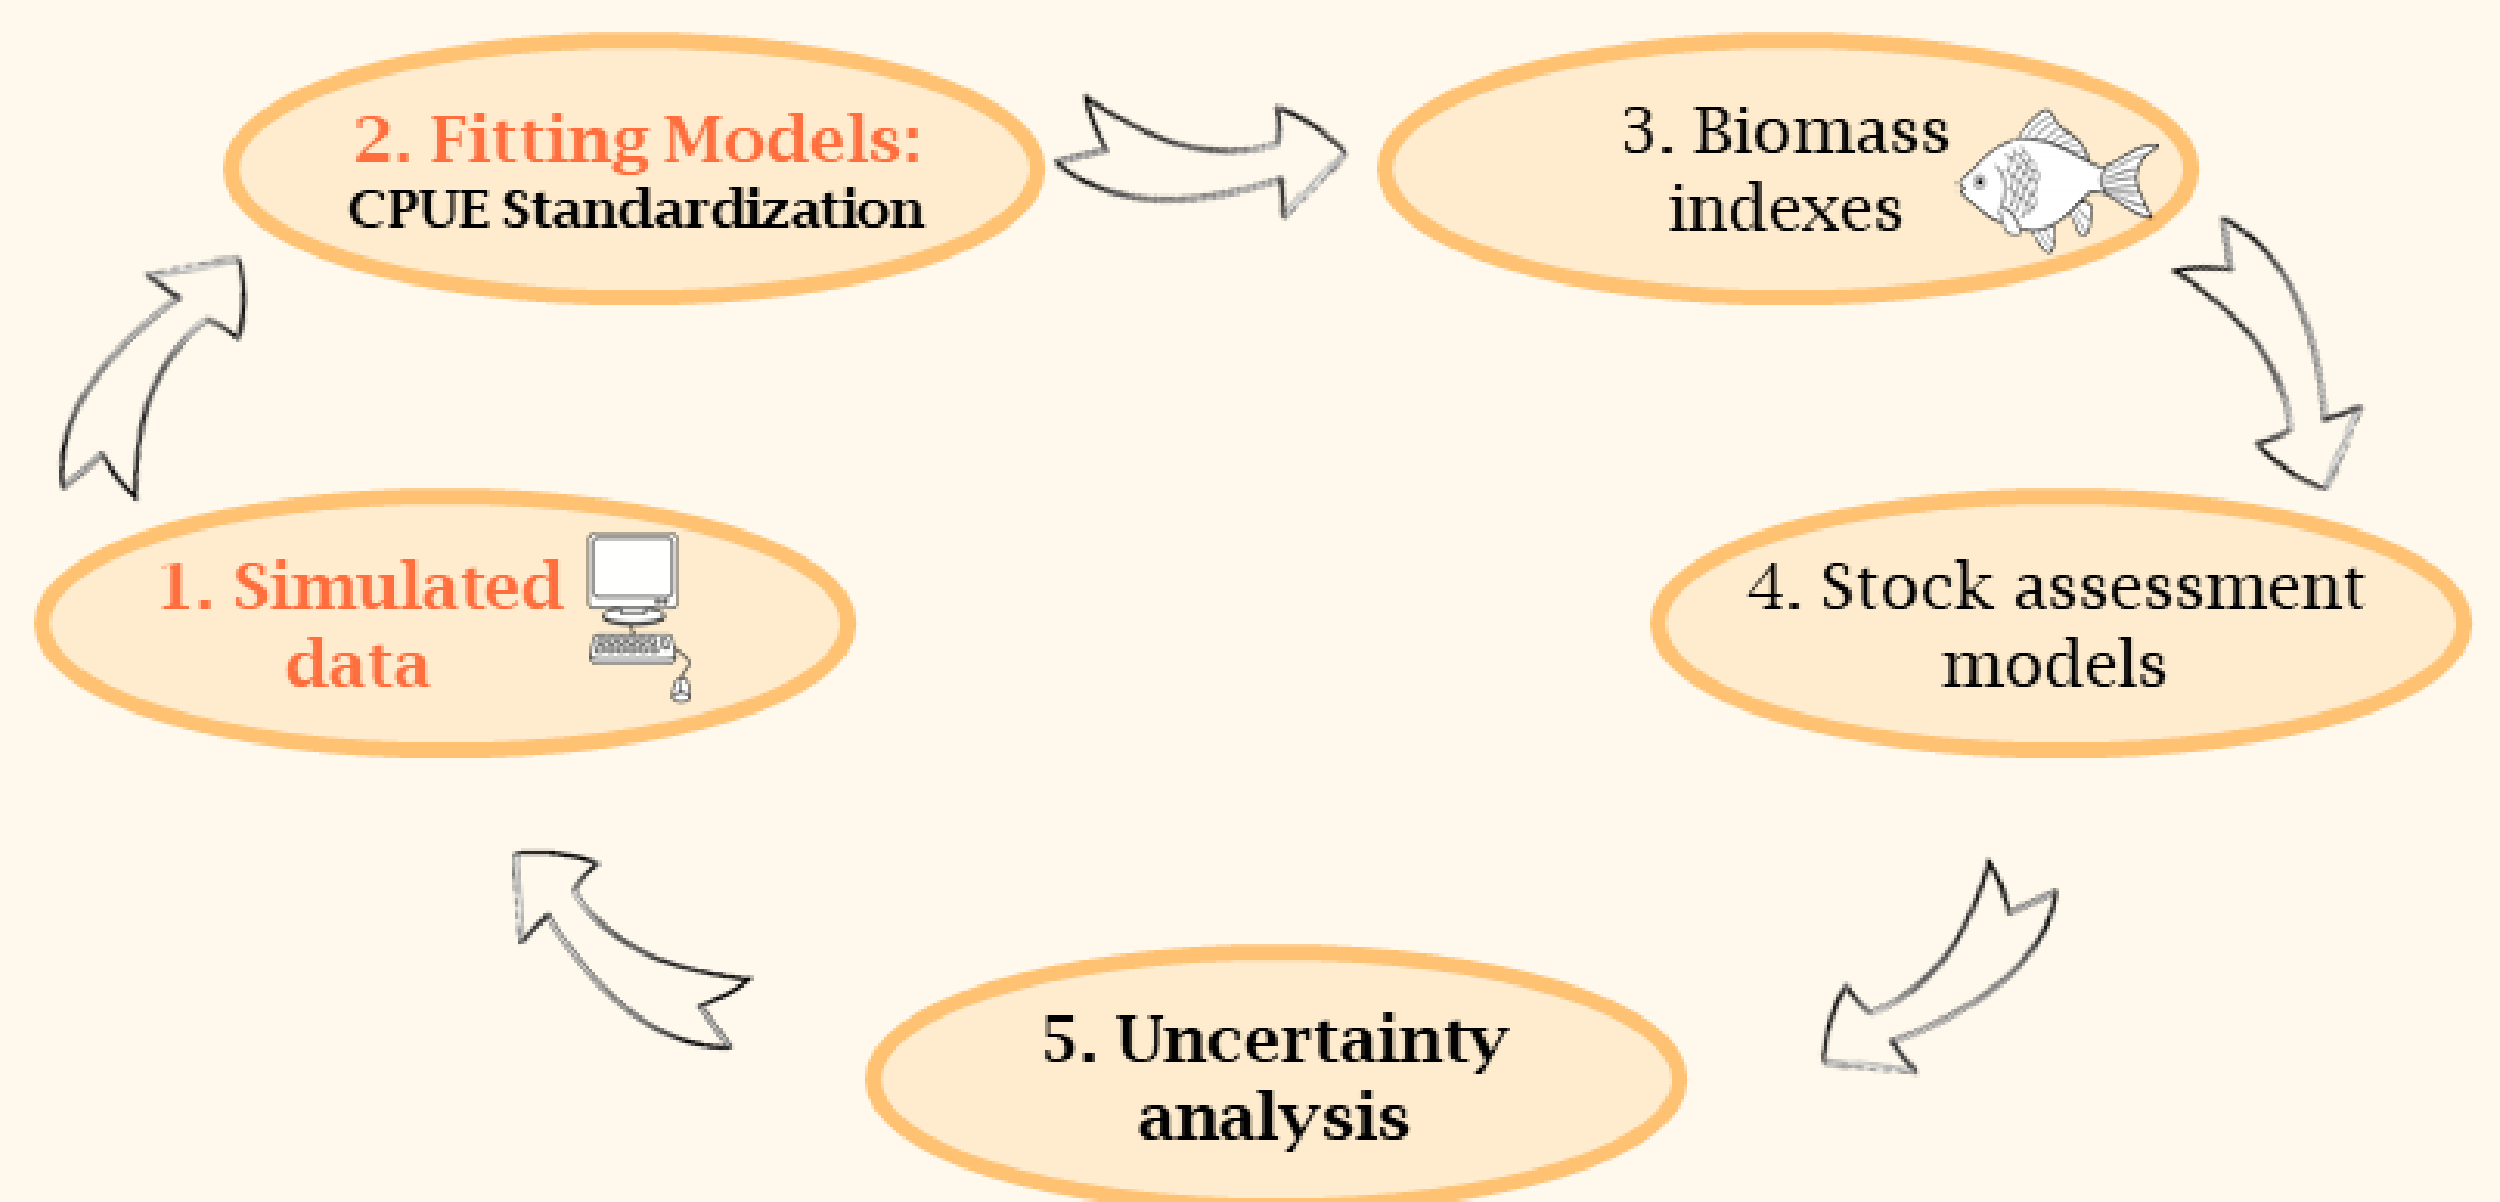 2. Fitting Models:
CPUE Standardization
3. Biomass
indexes
1. Simulated
data
4. Stock assessment
models
5. Uncertainty
analysis